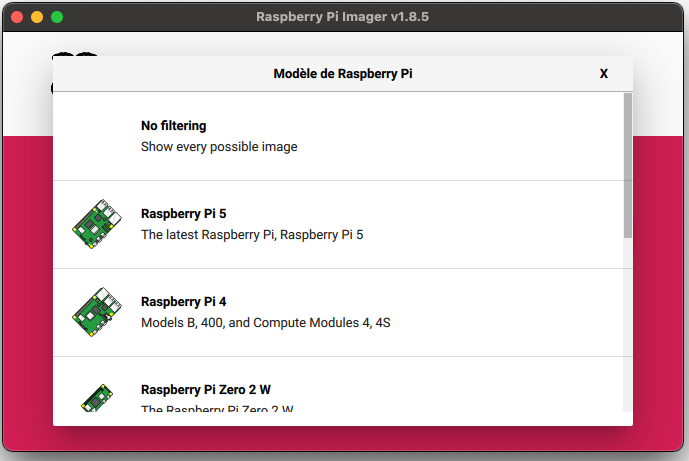 Raspberry Pi Imager v1.8.5
Modèle de Raspberry Pi
X
No filtering
Show every possible image
Raspberry Pi 5
The latest Raspberry Pi, Raspberry Pi 5
Raspberry Pi 4
Models B, 400, and Compute Modules 4, 4S
Raspberry Pi Zero 2 W
The Raspberry Pi Zero 2 W